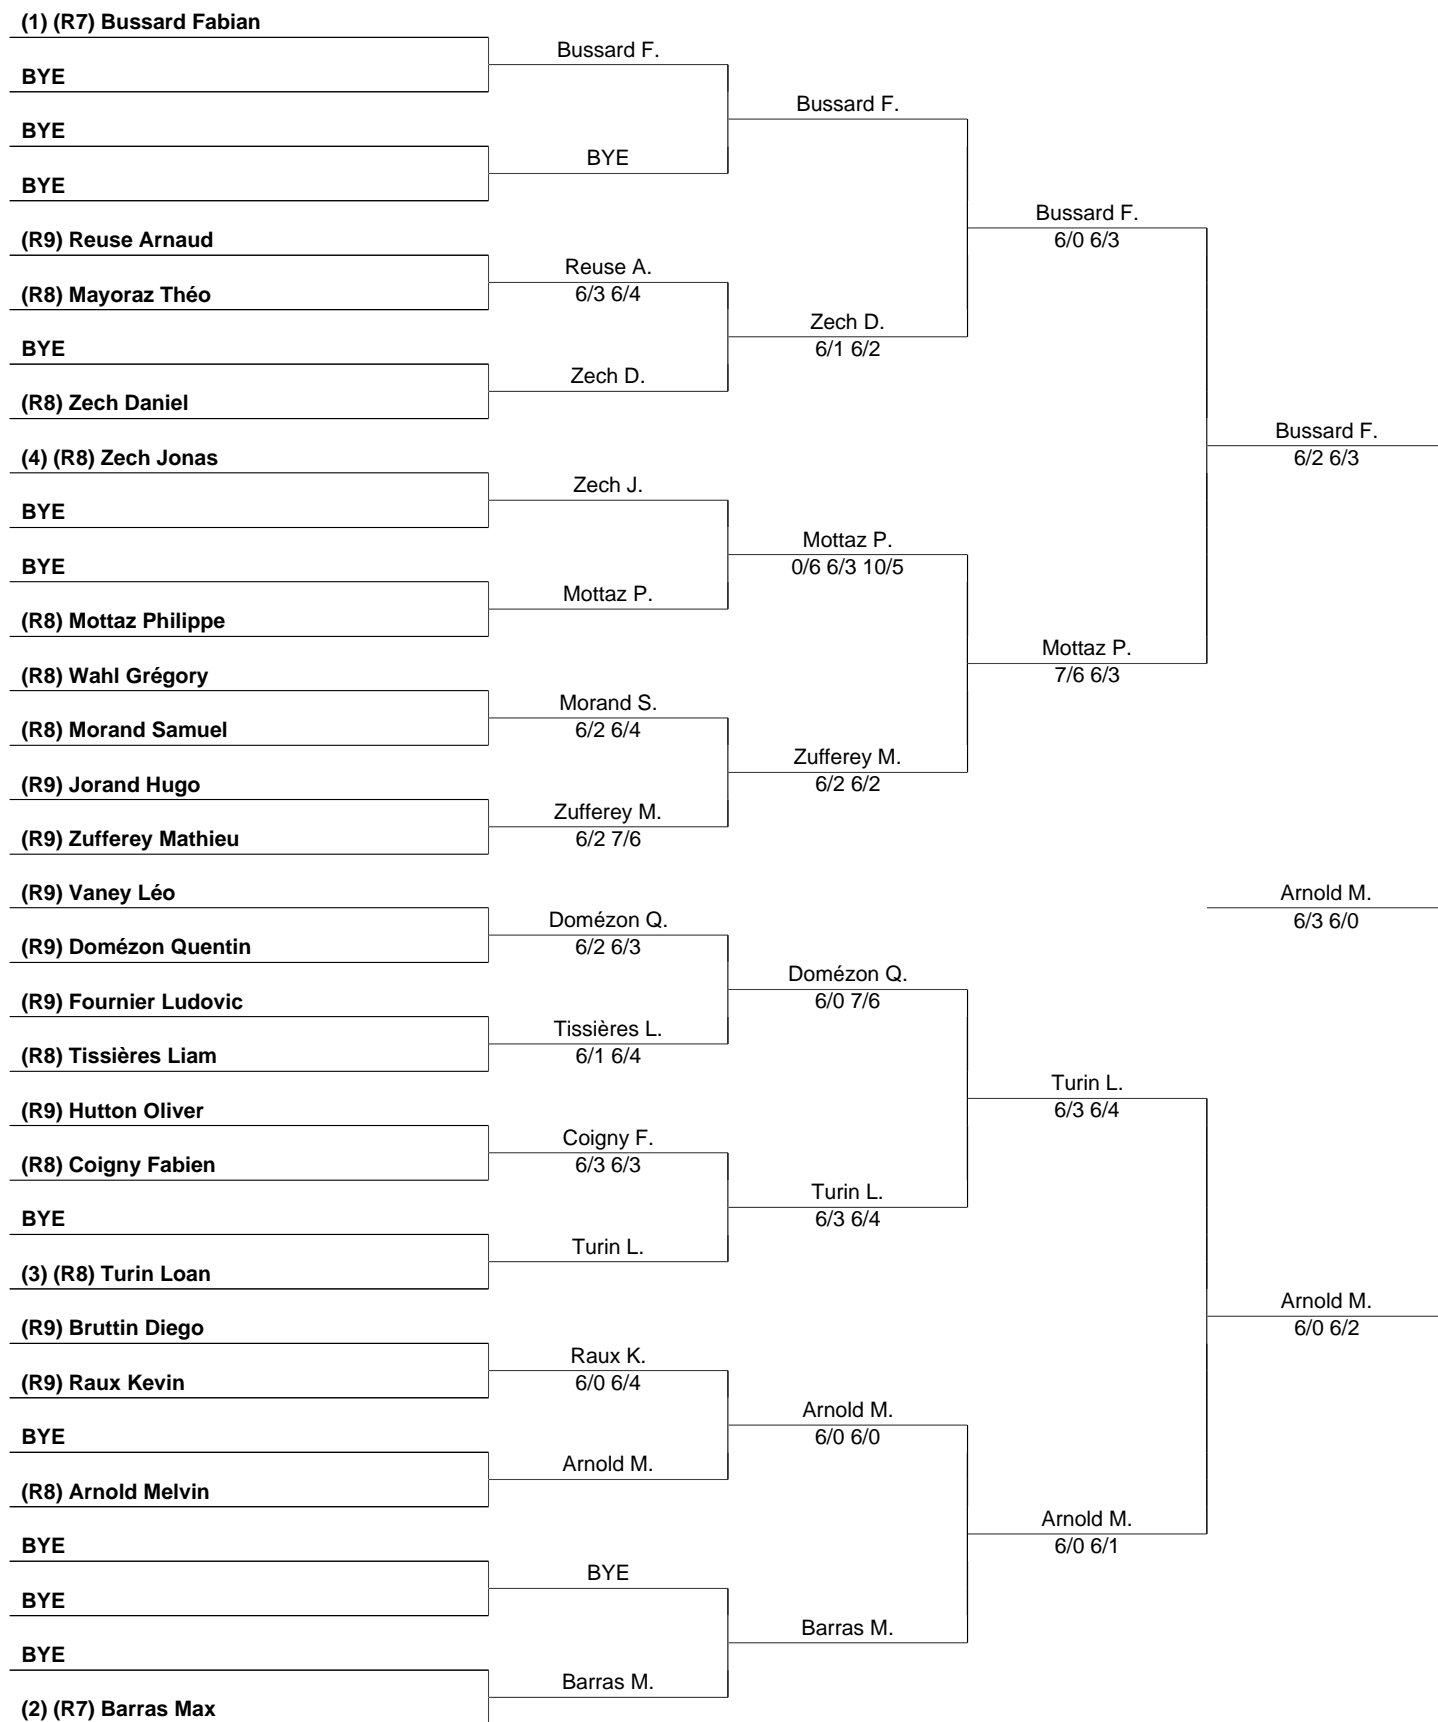 (1) (R7) Bussard Fabian
BYE
BYE
BYE
(R9) Reuse Arnaud
(R8) Mayoraz Théo
BYE
(R8) Zech Daniel
(4) (R8) Zech Jonas
BYE
BYE
(R8) Mottaz Philippe
(R8) Wahl Grégory
(R8) Morand Samuel
(R9) Jorand Hugo
(R9) Zufferey Mathieu
(R9) Vaney Léo
(R9) Domézon Quentin
(R9) Fournier Ludovic
(R8) Tissières Liam
(R9) Hutton Oliver
(R8) Coigny Fabien
BYE
(3) (R8) Turin Loan
(R9) Bruttin Diego
(R9) Raux Kevin
BYE
(R8) Arnold Melvin
BYE
BYE
BYE
(2) (R7) Barras Max
Bussard F.
BYE
Reuse A.
6/3 6/4
Zech D.
Zech J.
Mottaz P.
Morand S.
6/2 6/4
Zufferey M.
6/2 7/6
Domézon Q.
6/2 6/3
Tissières L.
6/1 6/4
Coigny F.
6/3 6/3
Turin L.
Raux K.
6/0 6/4
Arnold M.
BYE
Barras M.
Bussard F.
Zech D.
6/1 6/2
Mottaz P.
0/6 6/3 10/5
Zufferey M.
6/2 6/2
Domézon Q.
6/0 7/6
Turin L.
6/3 6/4
Arnold M.
6/0 6/0
Barras M.
Bussard F.
6/0 6/3
Mottaz P.
7/6 6/3
Turin L.
6/3 6/4
Arnold M.
6/0 6/1
Bussard F.
6/2 6/3
Arnold M.
6/3 6/0
Arnold M.
6/0 6/2